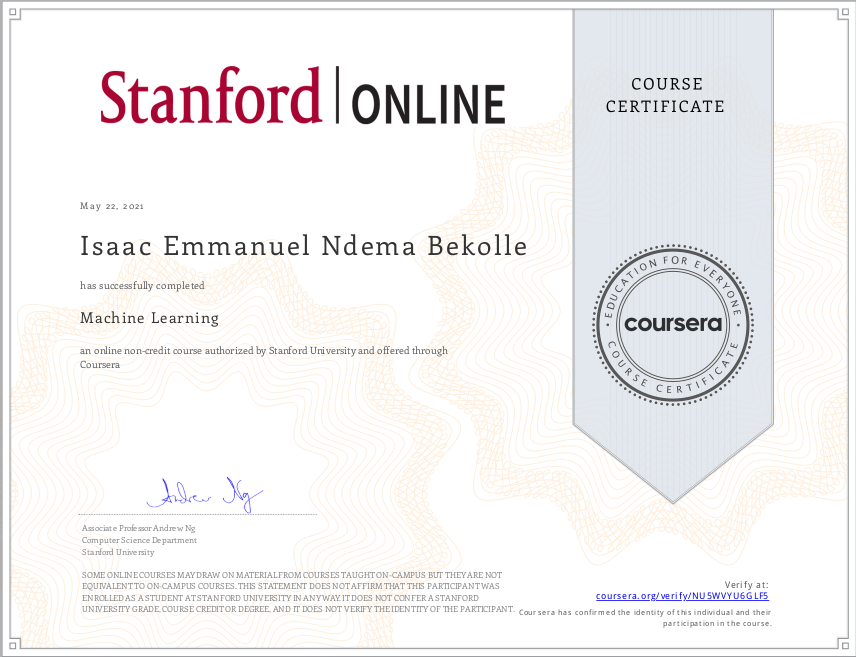 Stanford | ONLINE
COURSE
CERTIFICATE
May 22, 2021
Isaac Emmanuel Ndema Bekolle
has successfully completed
Machine Learning
an online non-credit course authorized by Stanford University and offered through
Coursera
EDUCATION FOR EVERYONE
coursera
COURSE CERTIFICATE
Andrew Ng
Associate Professor Andrew Ng
Computer Science Department
Stanford University
SOME ONLINE COURSES MAY DRAW ON MATERIAL FROM COURSES TAUGHT ON-CAMPUS BUT THEY ARE NOT
EQUIVALENT TO ON-CAMPUS COURSES. THIS STATEMENT DOES NOT AFFIRM THAT THIS PARTICIPANT WAS
ENROLLED AS A STUDENT AT STANFORD UNIVERSITY IN ANY WAY. IT DOES NOT CONFER A STANFORD
UNIVERSITY GRADE, COURSE CREDIT OR DEGREE, AND IT DOES NOT VERIFY THE IDENTITY OF THE PARTICIPANT.
Verify at:
coursera.org/verify/NU5WVYU6GLF5
Coursera has confirmed the identity of this individual and their
participation in the course.